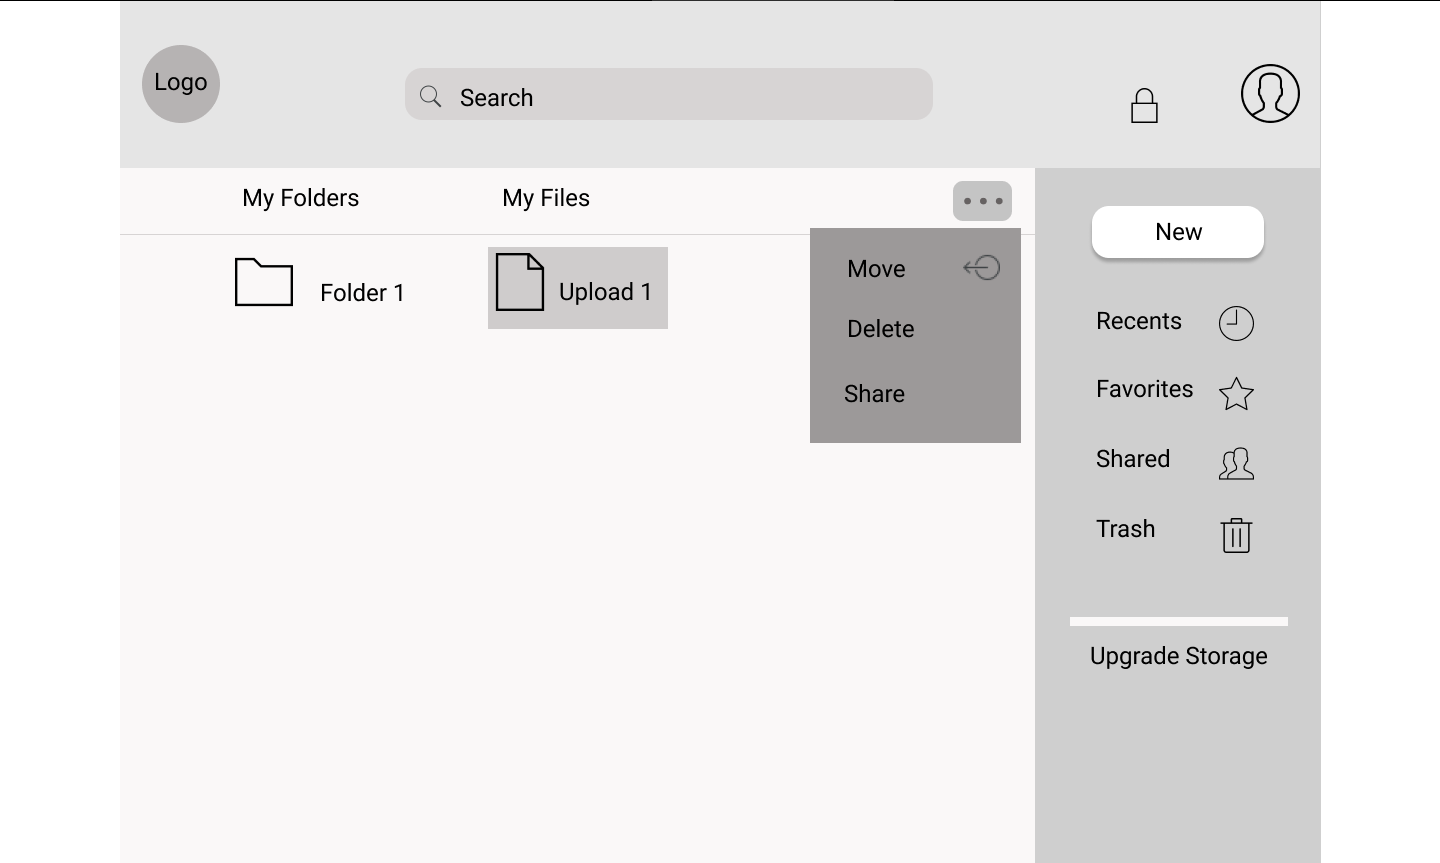 Logo
Search
My Folders
My Files
Folder 1
Upload 1
Move
Delete
Share
New
Recents
Favorites
Shared
Trash
Upgrade Storage